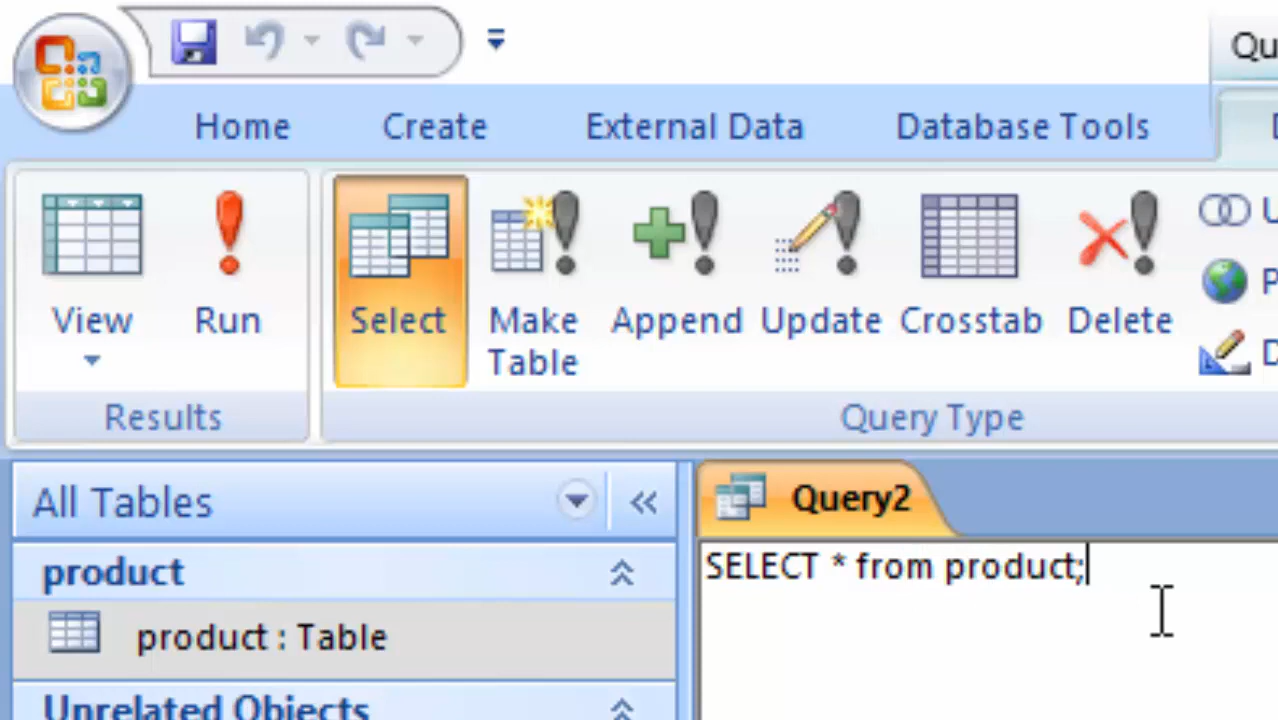 Qu
Home Create External Data Database Tools
View Run Select Make Table Append Update Crosstab Delete
Results Query Type
All Tables Query2
product
SELECT * from product;
product : Table
Unrelated Objects